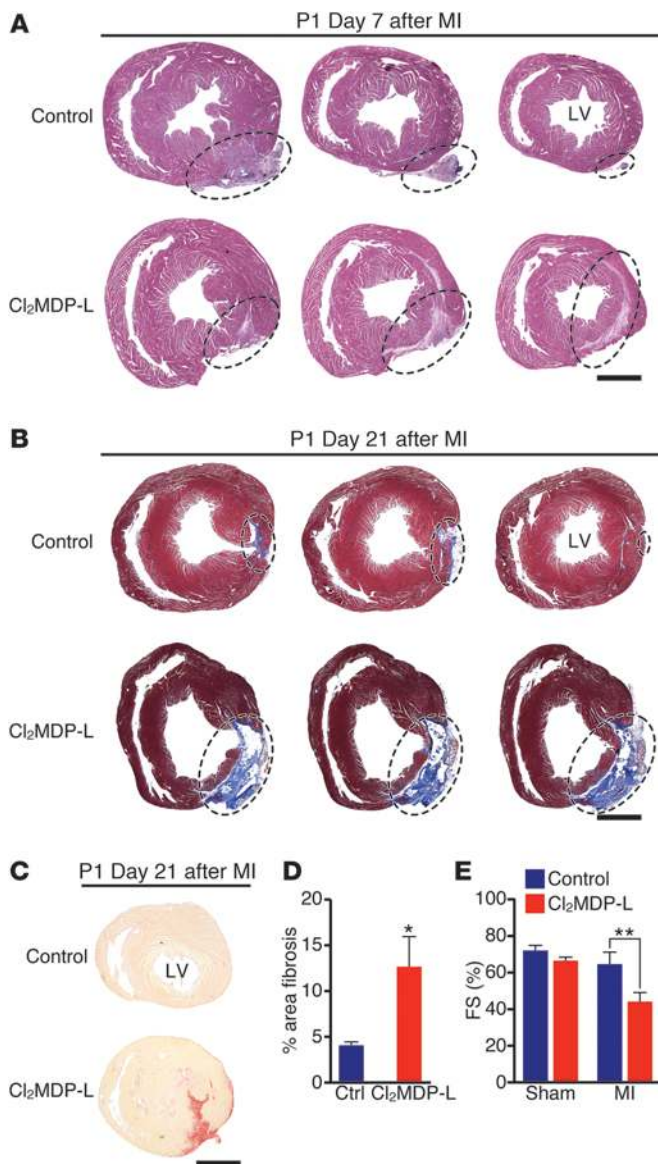 A
P1 Day 7 after MI
Control
LV
Cl₂MDP-L
B
P1 Day 21 after MI
Control
LV
Cl₂MDP-L
C
P1 Day 21 after MI
Control
LV
Cl₂MDP-L
D
20
15
10
5
0
% area fibrosis
*
Ctrl Cl₂MDP-L
E
Control
Cl₂MDP-L
100
80
60
40
20
0
FS (%)
**
Sham MI